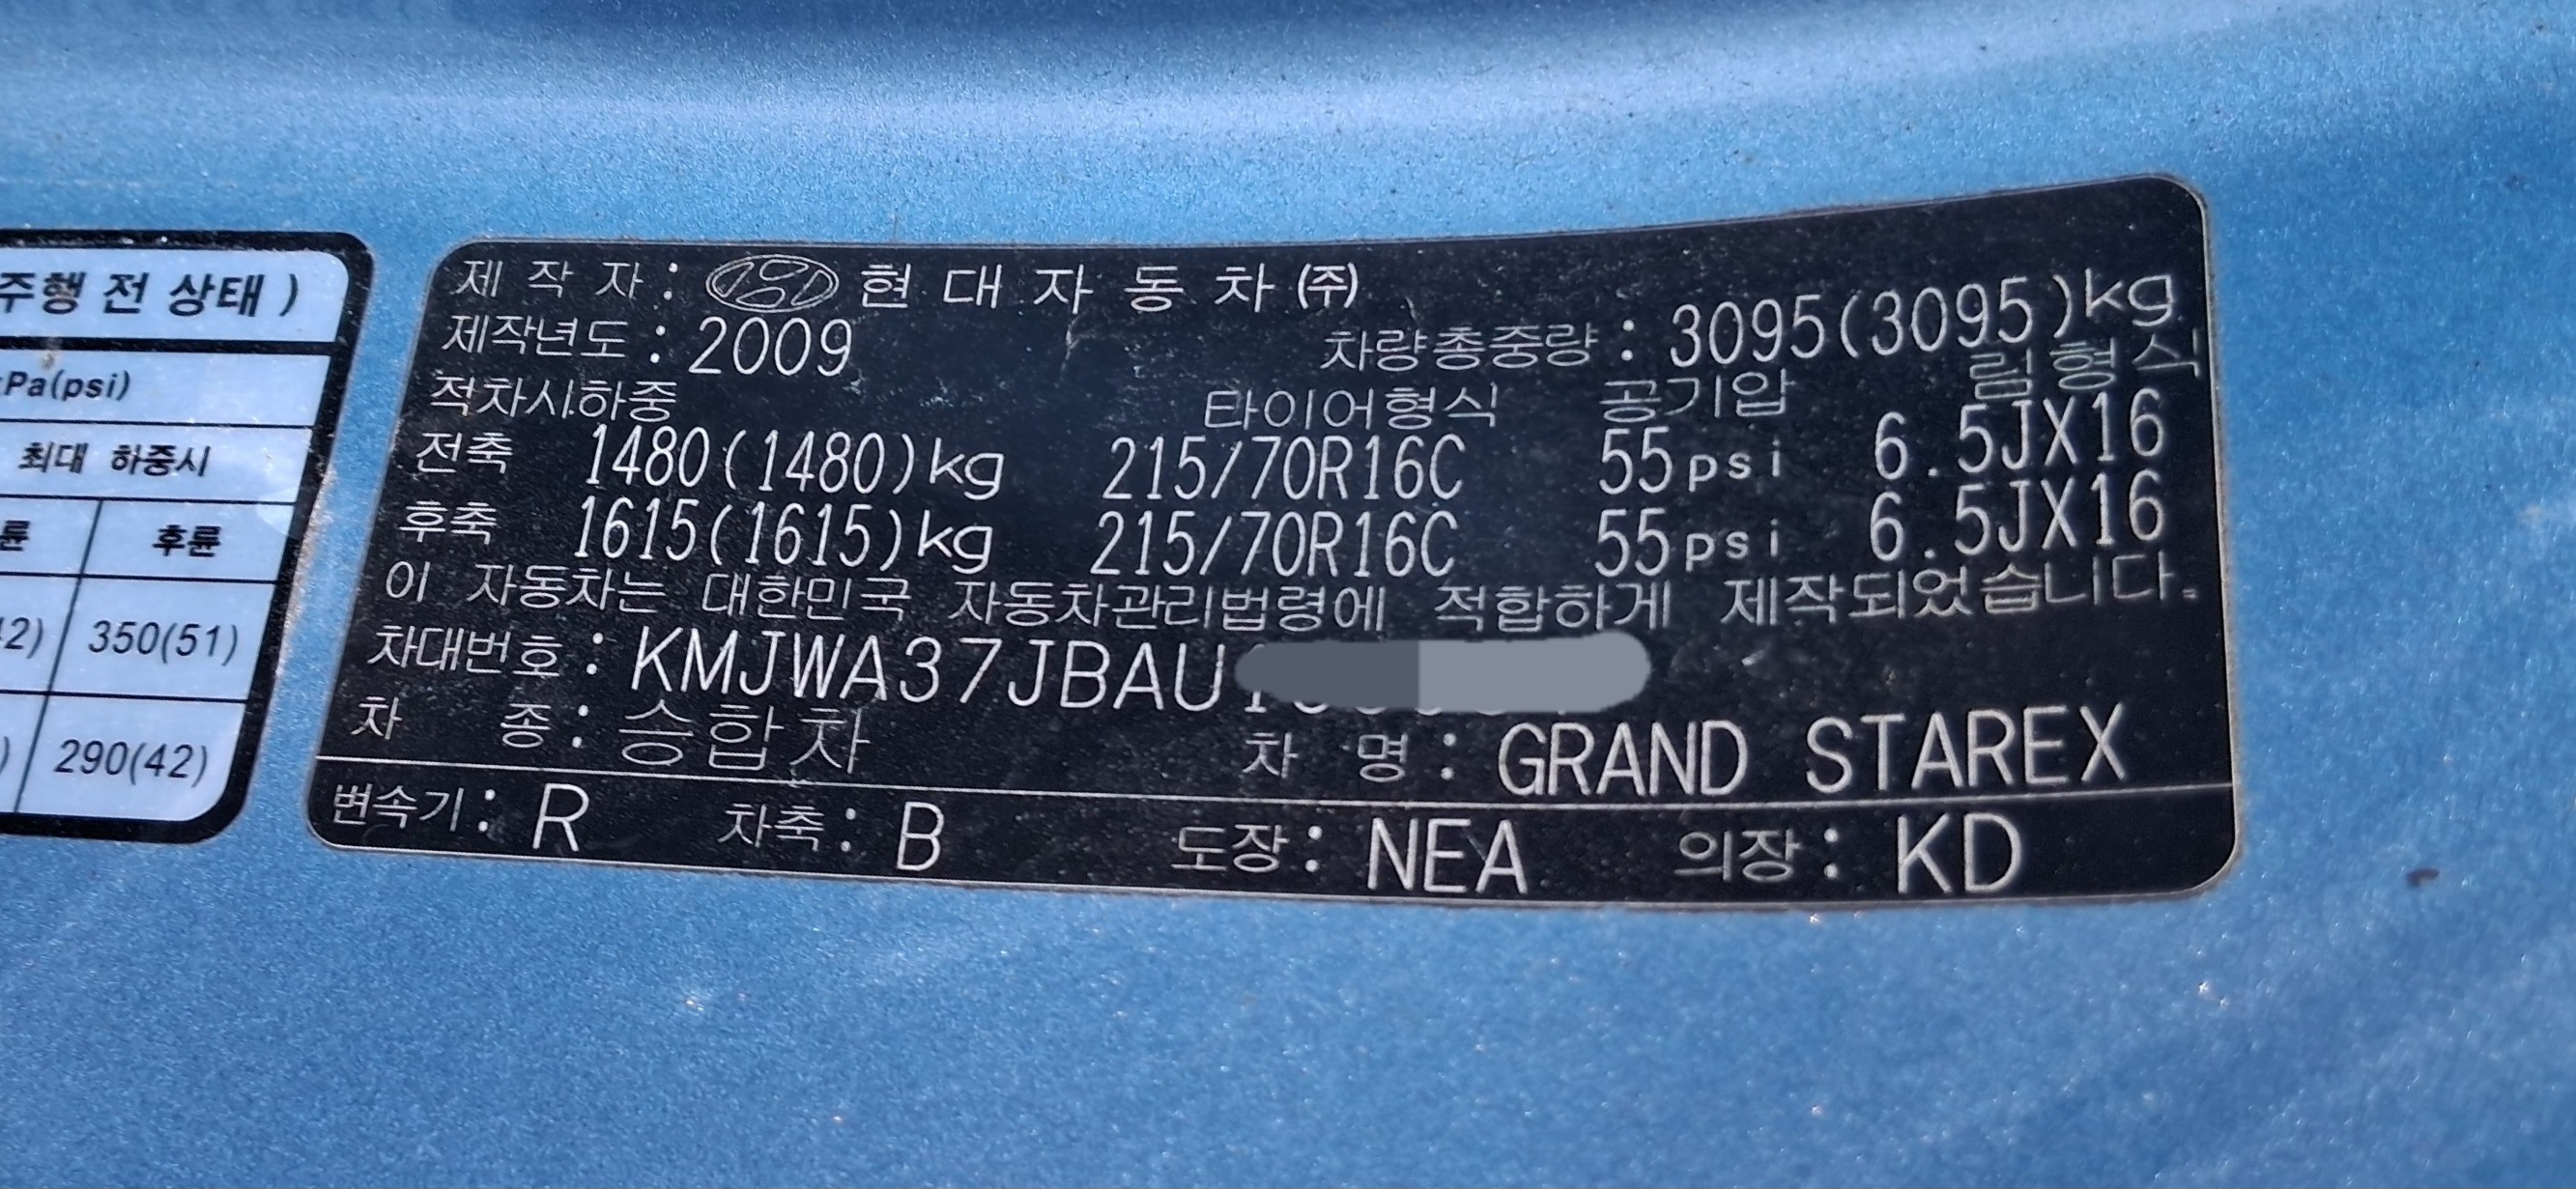 주행 전 상태 )
Pa(psi)
최대 하중시
륜 후륜
42) 350(51)
) 290(42)
제 작 자 : 현 대 자 동 차 ㈜
제작년도 : 2009 차량총중량 : 3095(3095)kg
적차시하중 타이어형식 공기압 림형식
전축 1480(1480)kg 215/70R16C 55psi 6.5JX16
후축 1615(1615)kg 215/70R16C 55psi 6.5JX16
이 자동차는 대한민국 자동차관리법령에 적합하게 제작되었습니다.
차대번호 : KMJWA37JBAU
차 종 : 승합차 차 명 : GRAND STAREX
변속기 : R 차축 : B 도장 : NEA 의장 : KD